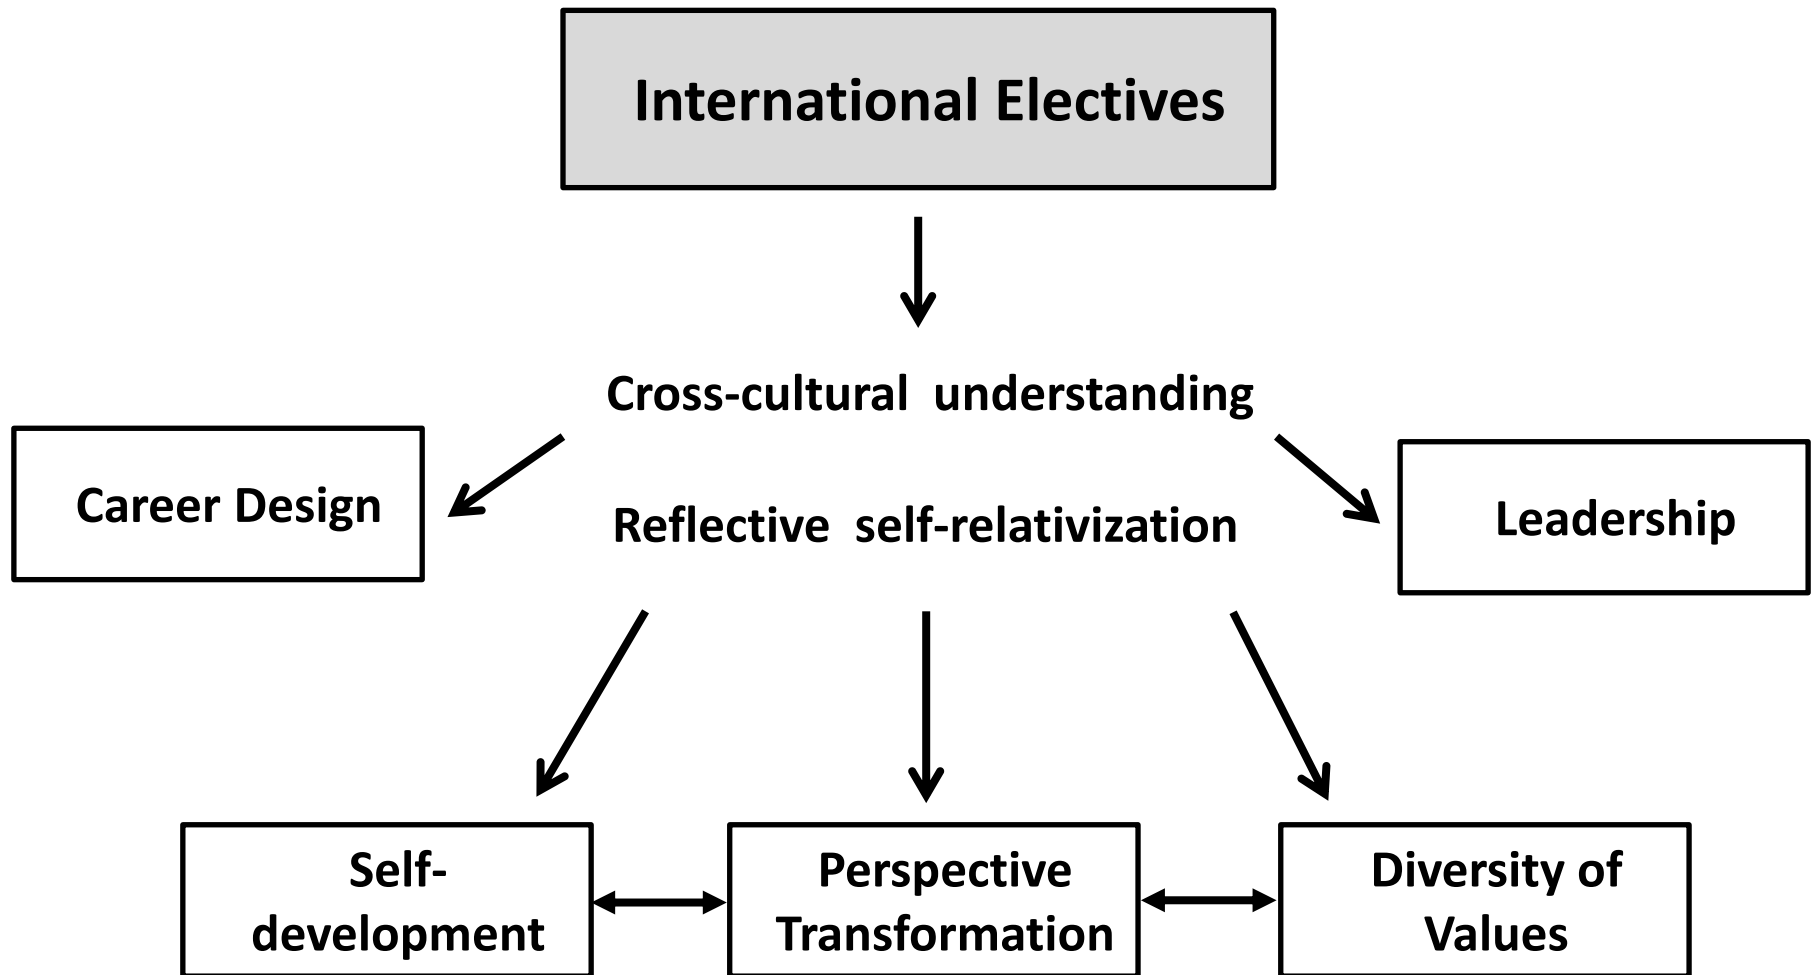 International Electives
Cross-cultural understanding
Career Design
Reflective self-relativization
Leadership
Self-
development
Perspective
Transformation
Diversity of
Values